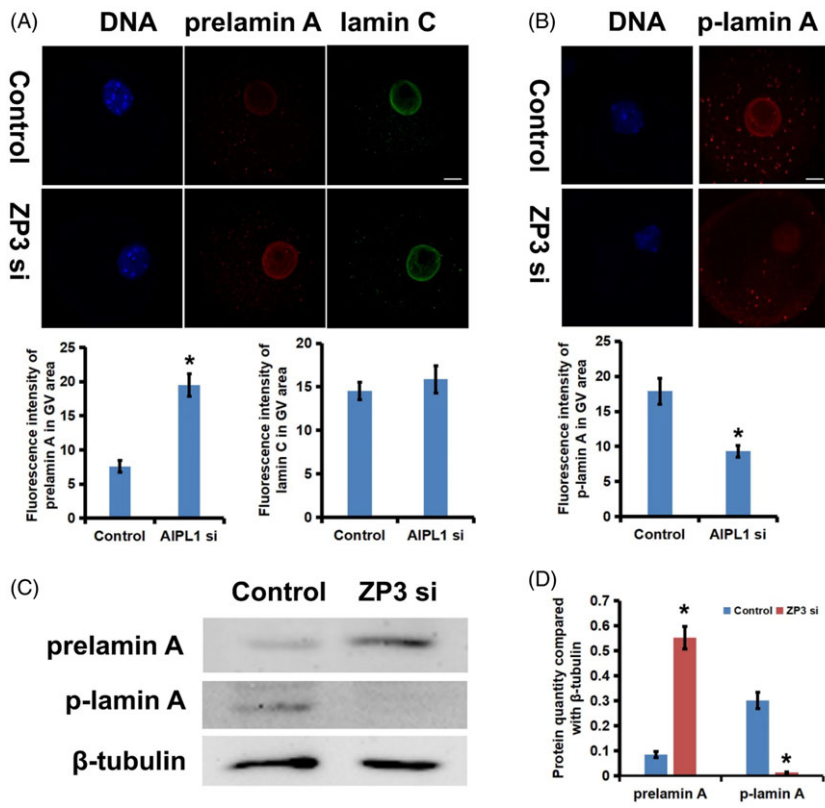 (A)
DNA prelamin A lamin C
Control
ZP3 si
Fluorescence intensity of
prelamin A in GV area
25
20
15
10
5
0
*
Control AIPL1 si
Fluorescence intensity of
lamin C in GV area
20
15
10
5
0
Control AIPL1 si
(B)
DNA p-lamin A
Control
ZP3 si
Fluorescence intensity of
p-lamin A in GV area
25
20
15
10
5
0
*
Control AIPL1 si
(C)
Control ZP3 si
prelamin A
p-lamin A
β-tubulin
(D)
Protein quantity compared
with β-tubulin
0.7
0.6
0.5
0.4
0.3
0.2
0.1
0
Control ZP3 si
*
*
prelamin A p-lamin A